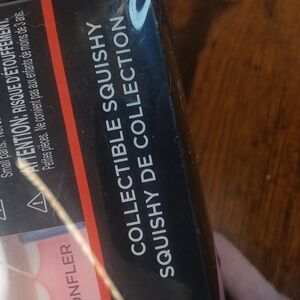 Small parts. No
ATTENTION: RISQUE D'ÉTOUFFEMENT.
Petites pièces. Ne convient pas aux enfants de moins de 3 ans.
COLLECTIBLE SQUISHY
SQUISHY DE COLLECTION
ONFLER